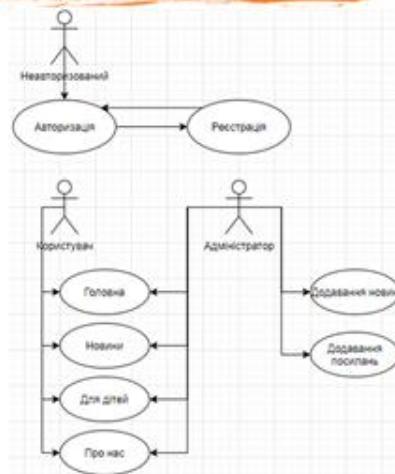 Неавторизований
Авторизація
Реєстрація
Користувач
Адміністратор
Головна
Додавання новин
Новини
Додавання
посилань
Для дітей
Про нас